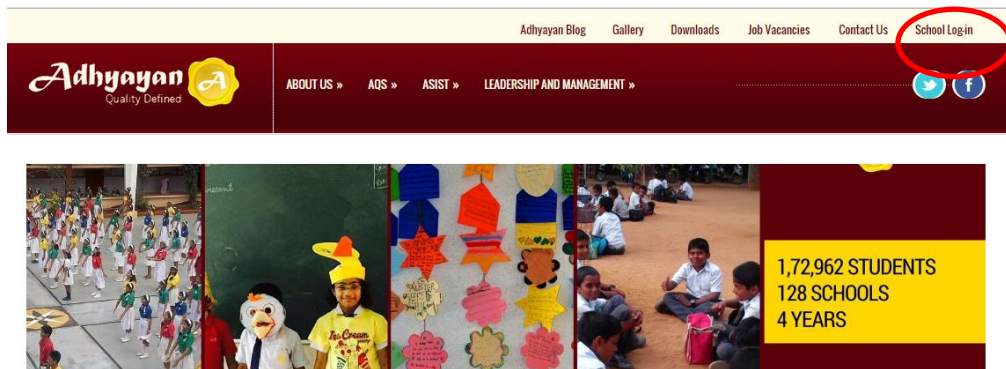 Adhyayan Blog Gallery Downloads Job Vacancies Contact Us School Log-in
Adhyayan A
Quality Defined
ABOUT US » AQS » ASIST » LEADERSHIP AND MANAGEMENT »
Ice Cream
1,72,962 STUDENTS
128 SCHOOLS
4 YEARS